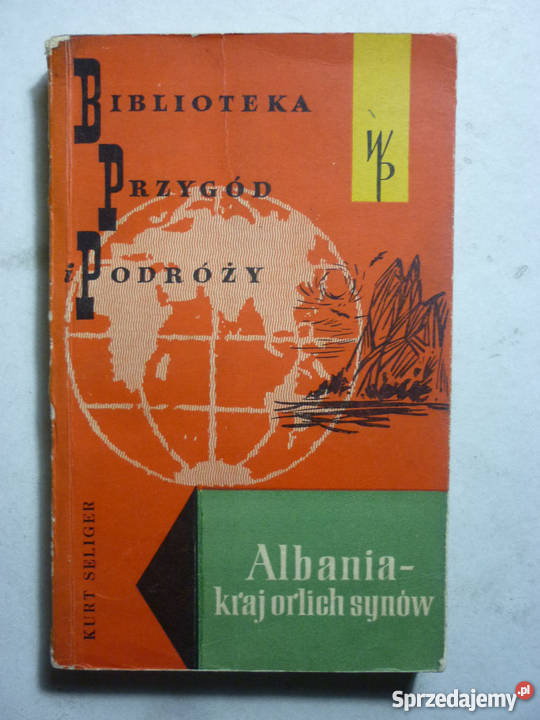 BIBLIOTEKA
PRZYGÓD
i PODRÓŻY
WP
KURT SELIGER
Albania-
kraj orlich synów
Sprzedajemy.pl